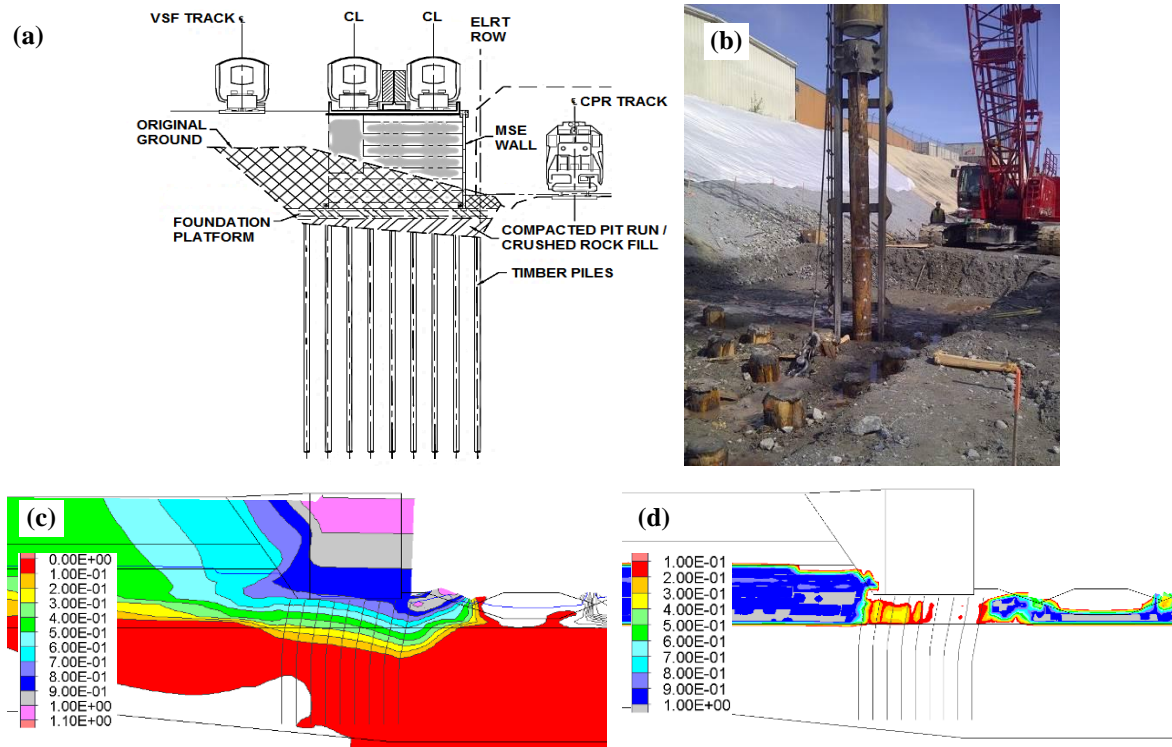 (a)
VSF TRACK ℄
CL
CL
ELRT
ROW
℄ CPR TRACK
ORIGINAL
GROUND
MSE
WALL
FOUNDATION
PLATFORM
COMPACTED PIT RUN /
CRUSHED ROCK FILL
TIMBER PILES
(b)
(c)
0.00E+00
1.00E-01
2.00E-01
3.00E-01
4.00E-01
5.00E-01
6.00E-01
7.00E-01
8.00E-01
9.00E-01
1.00E+00
1.10E+00
(d)
1.00E-01
2.00E-01
3.00E-01
4.00E-01
5.00E-01
6.00E-01
7.00E-01
8.00E-01
9.00E-01
1.00E+00